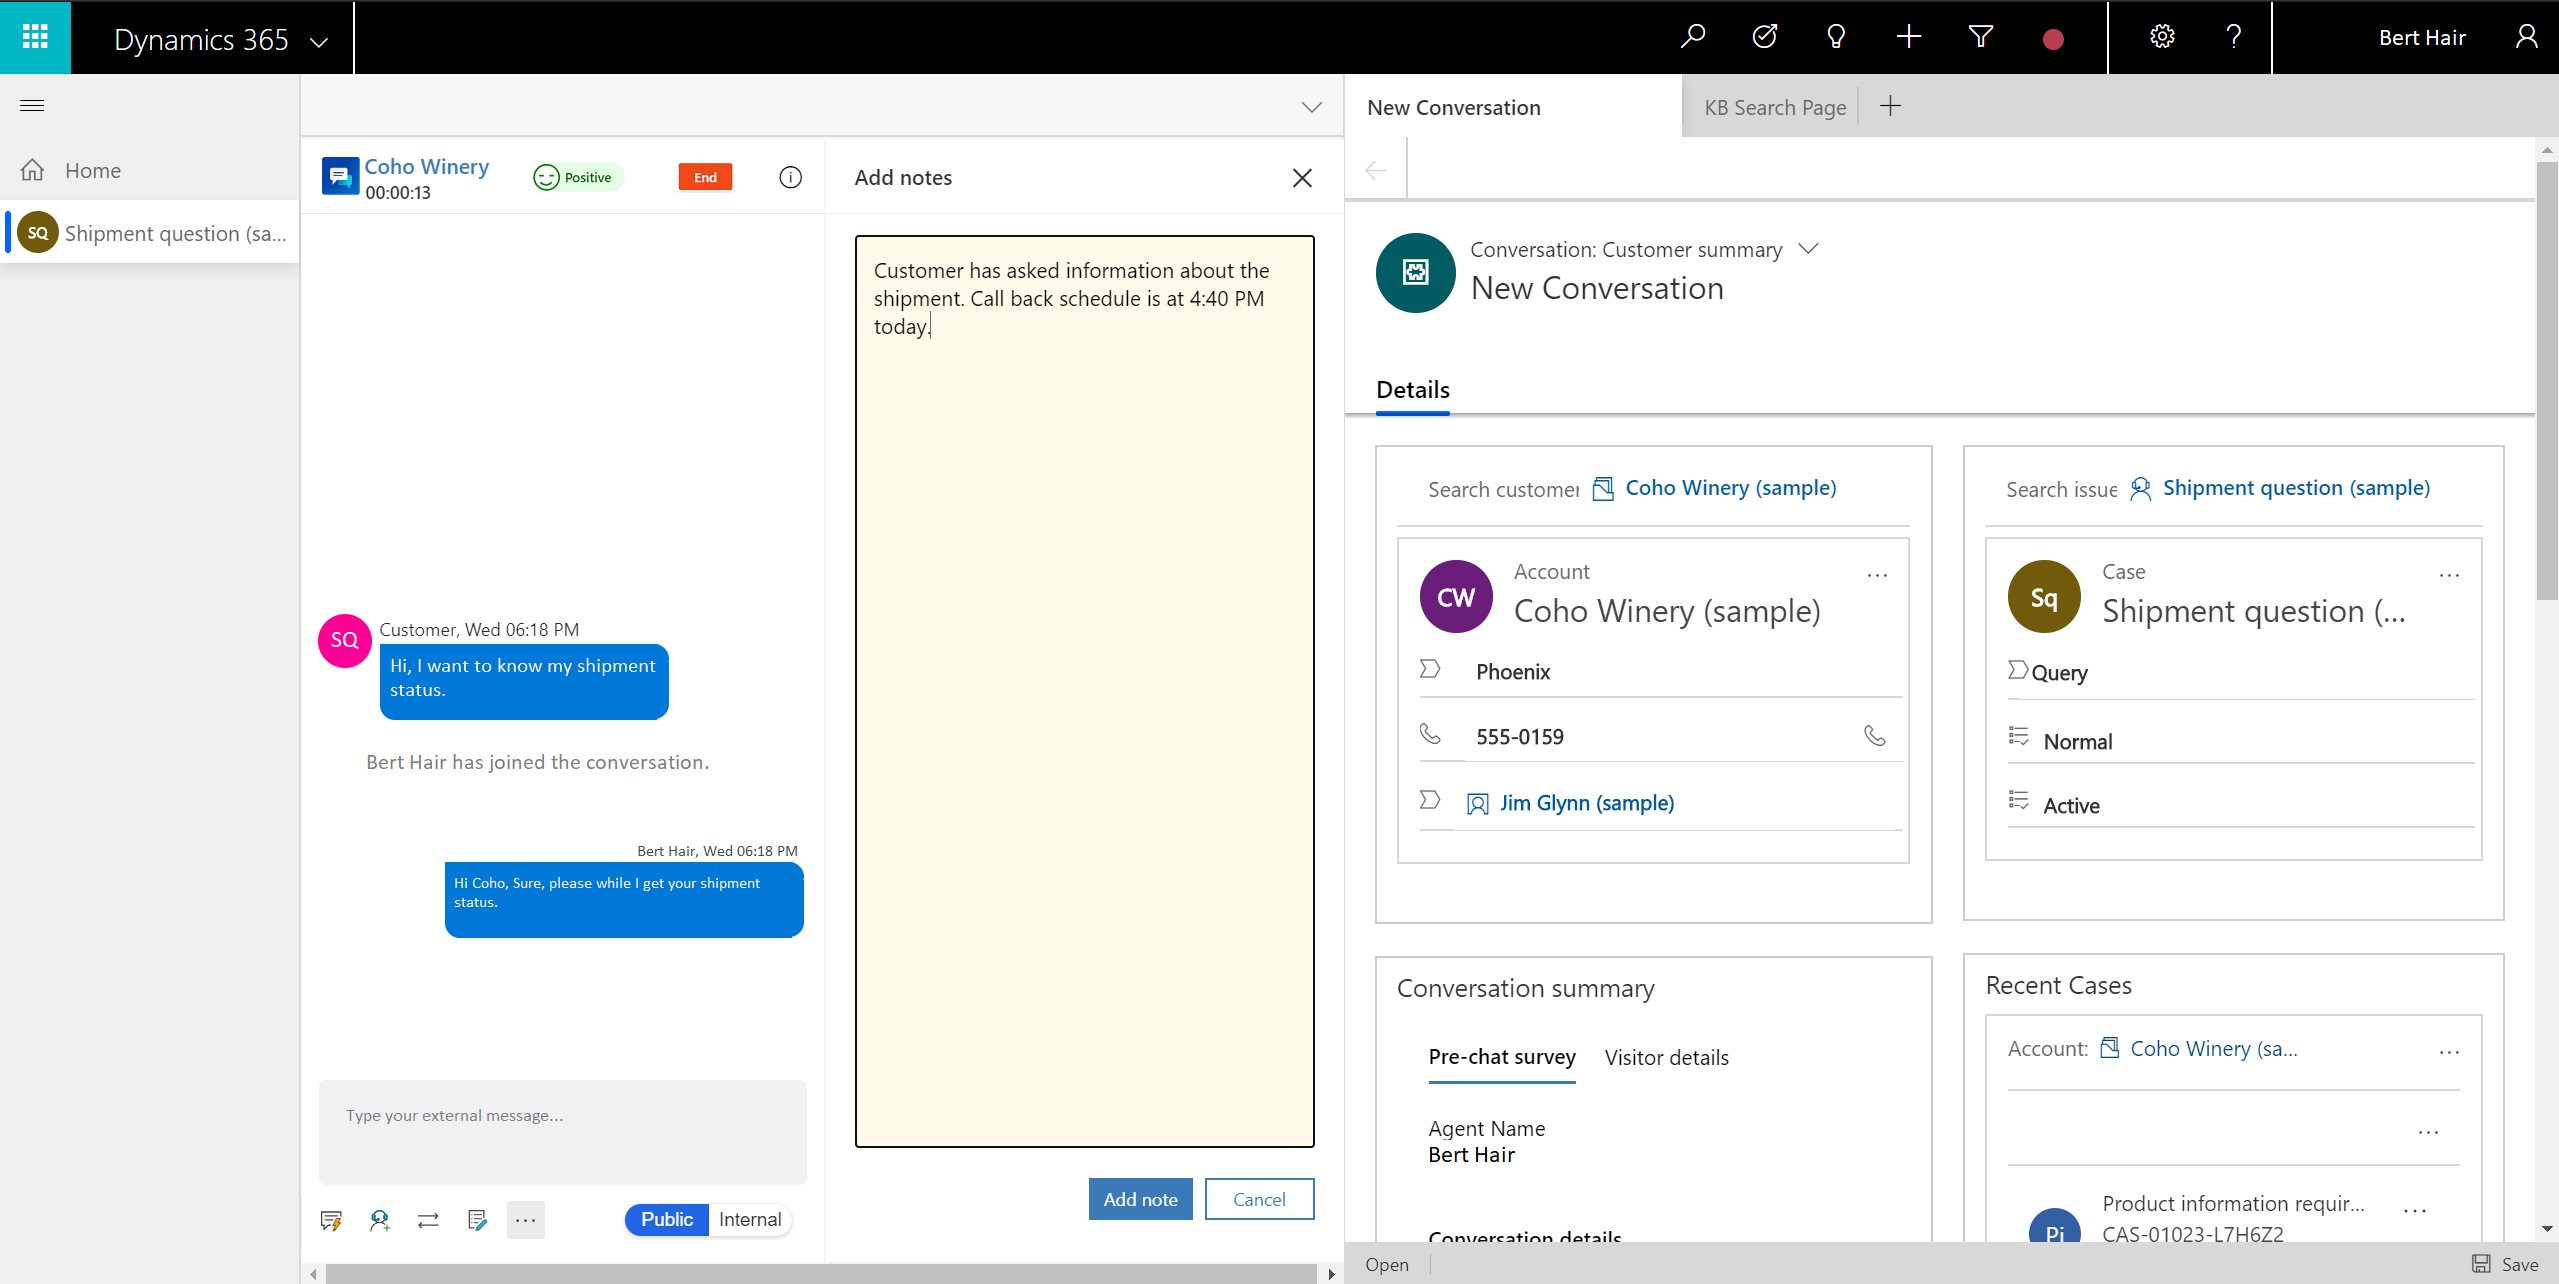 Dynamics 365
Bert Hair
Home
SQ
Shipment question (sa...
Coho Winery
00:00:13
Positive
End
SQ
Customer, Wed 06:18 PM
Hi, I want to know my shipment
status.
Bert Hair has joined the conversation.
Bert Hair, Wed 06:18 PM
Hi Coho, Sure, please while I get your shipment
status.
Type your external message...
Public
Internal
Add notes
Customer has asked information about the
shipment. Call back schedule is at 4:40 PM
today.
Add note
Cancel
New Conversation
KB Search Page
Conversation: Customer summary
New Conversation
Details
Search customer
Coho Winery (sample)
CW
Account
Coho Winery (sample)
Phoenix
555-0159
Jim Glynn (sample)
Search issue
Shipment question (sample)
Sq
Case
Shipment question (...
Query
Normal
Active
Conversation summary
Pre-chat survey
Visitor details
Agent Name
Bert Hair
Conversation details
Recent Cases
Account:
Coho Winery (sa...
Pi
Product information requir...
CAS-01023-L7H6Z2
Open
Save